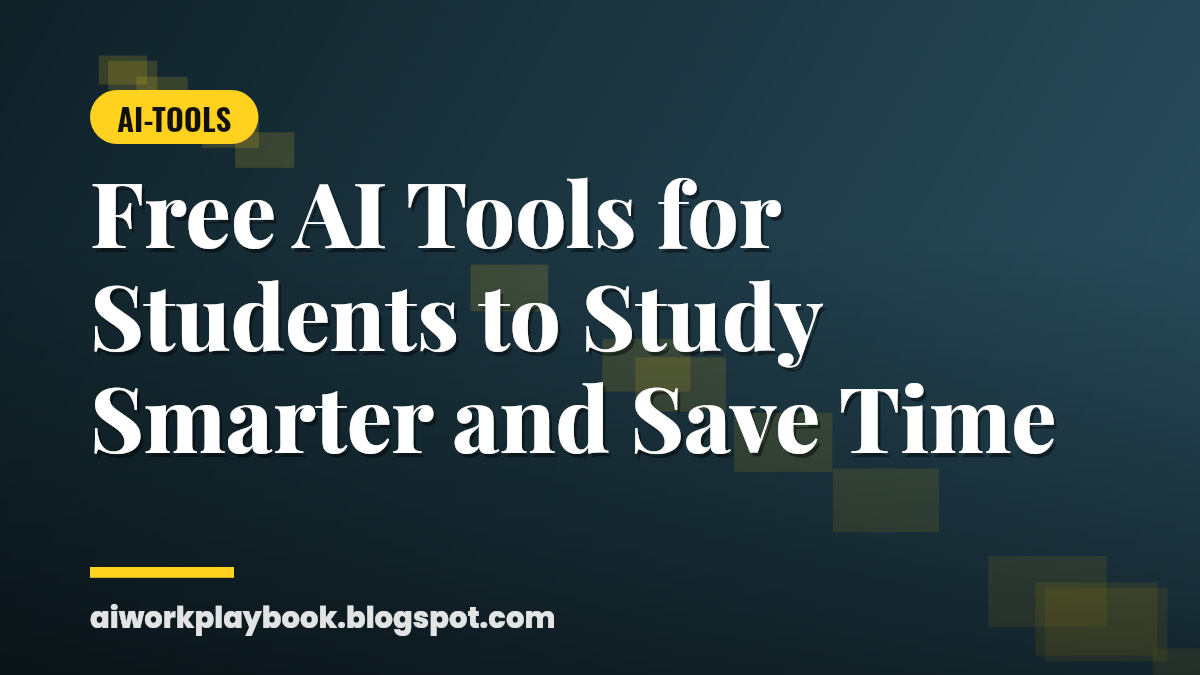 AI-TOOLS
Free AI Tools for
Students to Study
Smarter and Save Time
aiworkplaybook.blogspot.com